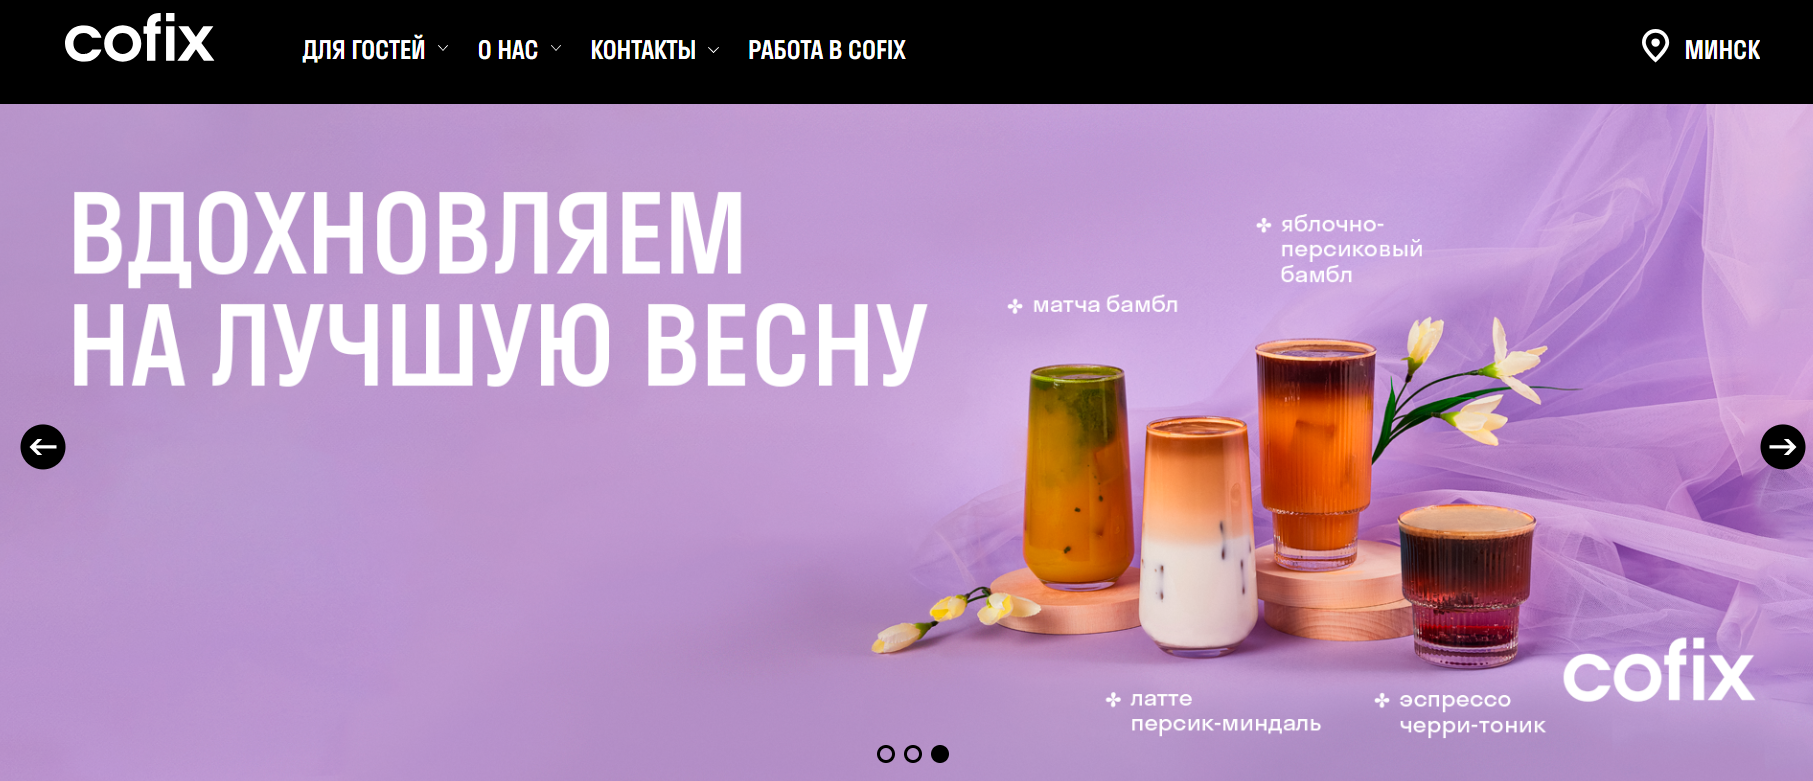 cofix
ДЛЯ ГОСТЕЙ
О НАС
КОНТАКТЫ
РАБОТА В COFIX
МИНСК
ВДОХНОВЛЯЕМ
НА ЛУЧШУЮ ВЕСНУ
яблочно-
персиковый
бамбл
матча бамбл
латте
персик-миндаль
эспрессо
черри-тоник
cofix